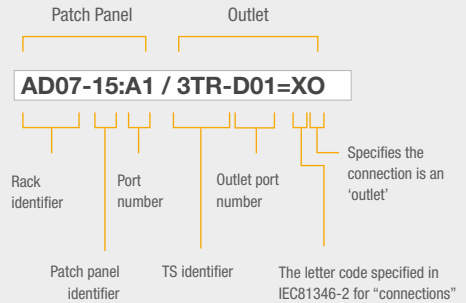 Patch Panel
Outlet
AD07-15:A1 / 3TR-D01=XO
Rack
identifier
Port
number
Outlet port
number
Specifies the
connection is an
‘outlet’
Patch panel
identifier
TS identifier
The letter code specified in
IEC81346-2 for “connections”